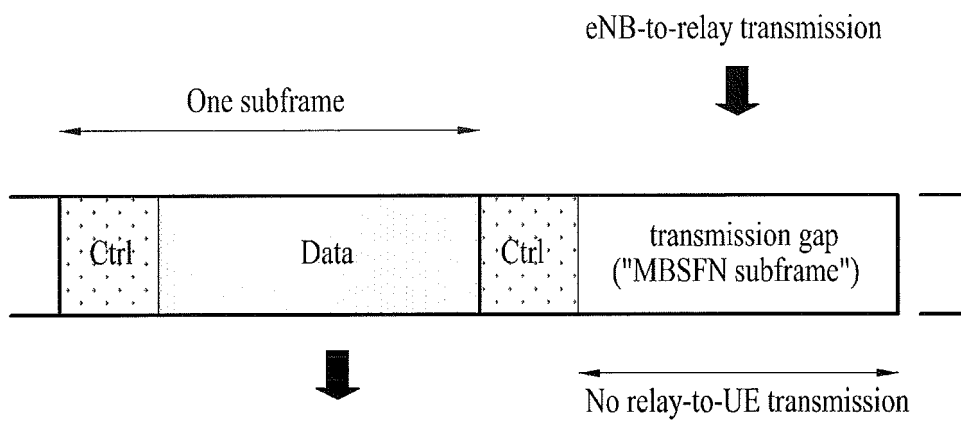 eNB-to-relay transmission
One subframe
Ctrl
Data
Ctrl
transmission gap
("MBSFN subframe")
No relay-to-UE transmission